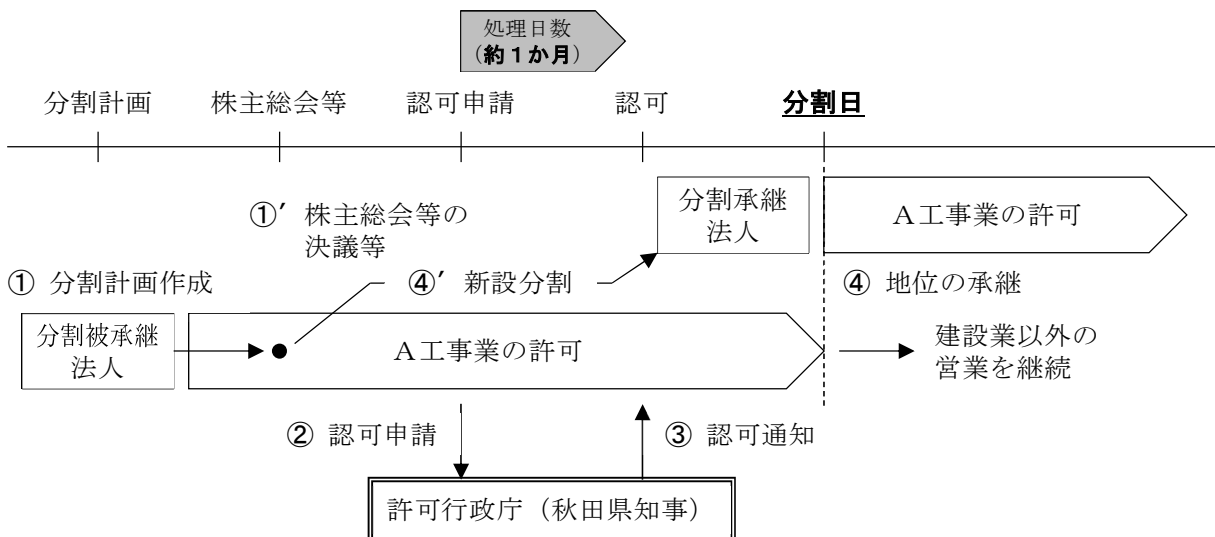 処理日数
（約１か月）
分割計画
株主総会等
認可申請
認可
分割日
①′ 株主総会等の
決議等
分割承継
法人
Ａ工事業の許可
① 分割計画作成
④′ 新設分割
④ 地位の承継
分割被承継
法人
Ａ工事業の許可
建設業以外の
営業を継続
② 認可申請
③ 認可通知
許可行政庁（秋田県知事）